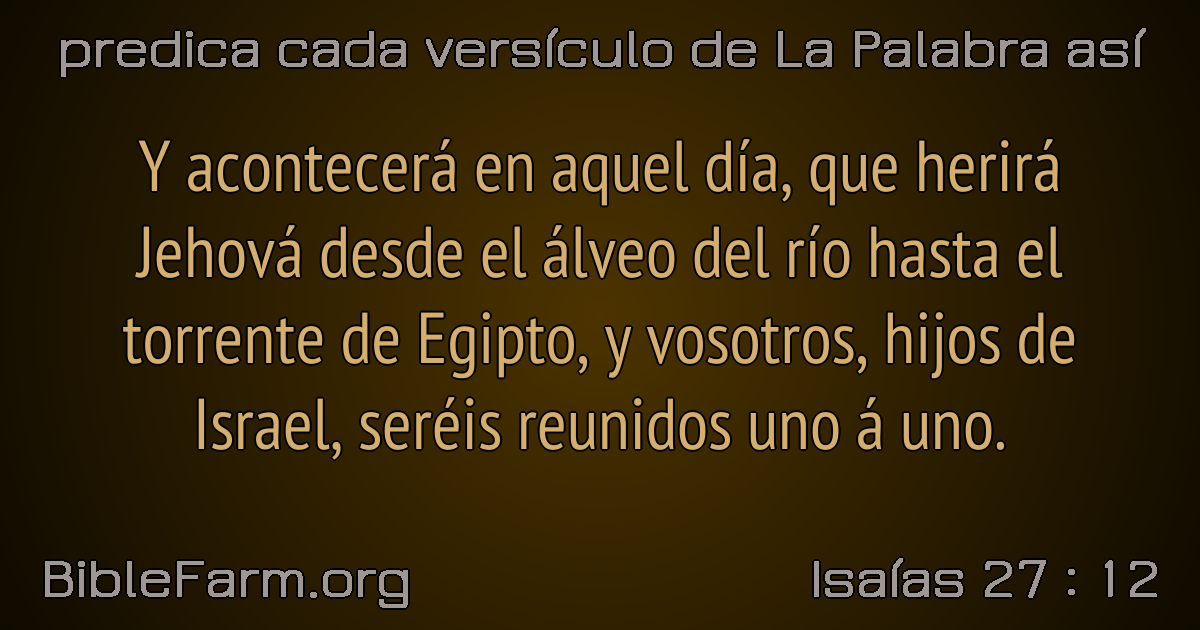 predica cada versículo de La Palabra así
Y acontecerá en aquel día, que herirá
Jehová desde el álveo del río hasta el
torrente de Egipto, y vosotros, hijos de
Israel, seréis reunidos uno á uno.
BibleFarm.org
Isaías 27 : 12